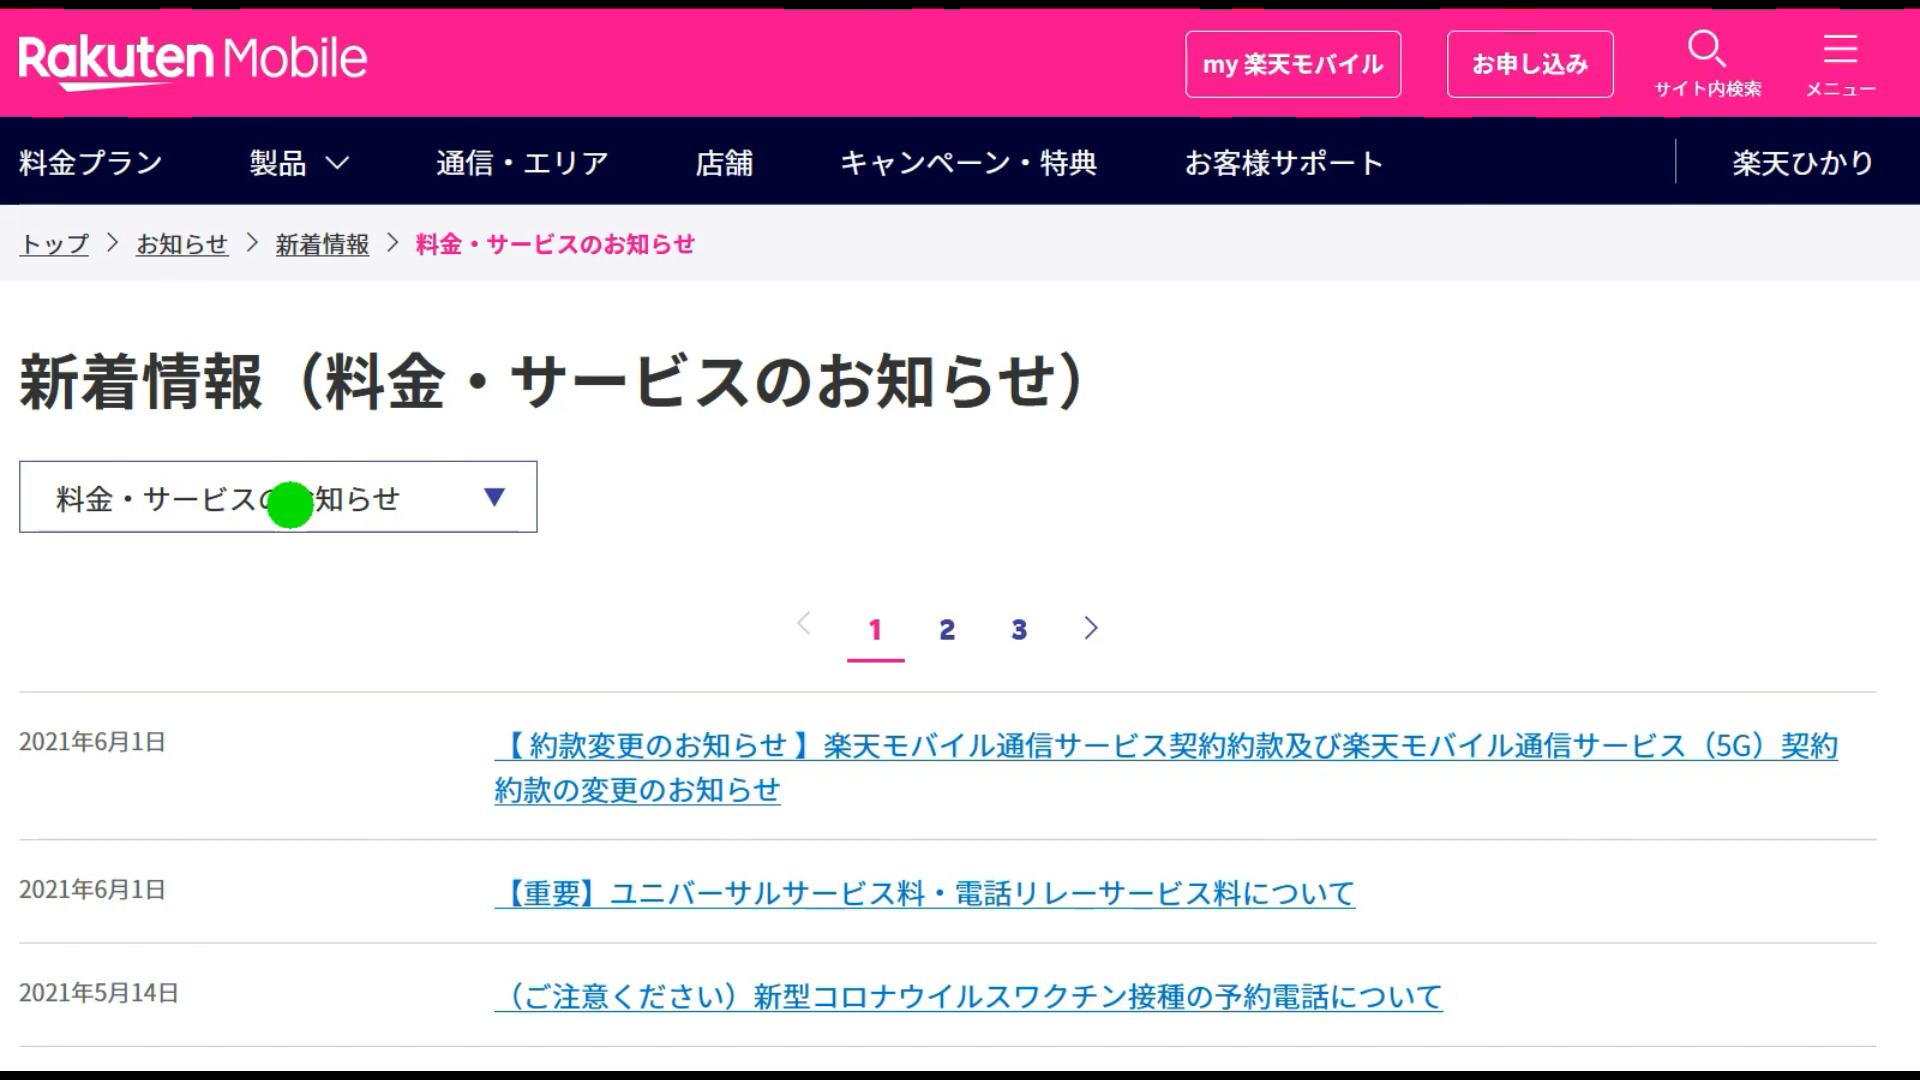 Rakuten Mobile
my 楽天モバイル
お申し込み
サイト内検索
メニュー
料金プラン
製品
通信・エリア
店舗
キャンペーン・特典
お客様サポート
楽天ひかり
トップ > お知らせ > 新着情報 > 料金・サービスのお知らせ
新着情報（料金・サービスのお知らせ）
料金・サービスのお知らせ ▼
< 1 2 3 >
2021年6月1日
【 約款変更のお知らせ 】楽天モバイル通信サービス契約約款及び楽天モバイル通信サービス（5G）契約
約款の変更のお知らせ
2021年6月1日
【重要】ユニバーサルサービス料・電話リレーサービス料について
2021年5月14日
（ご注意ください）新型コロナウイルスワクチン接種の予約電話について